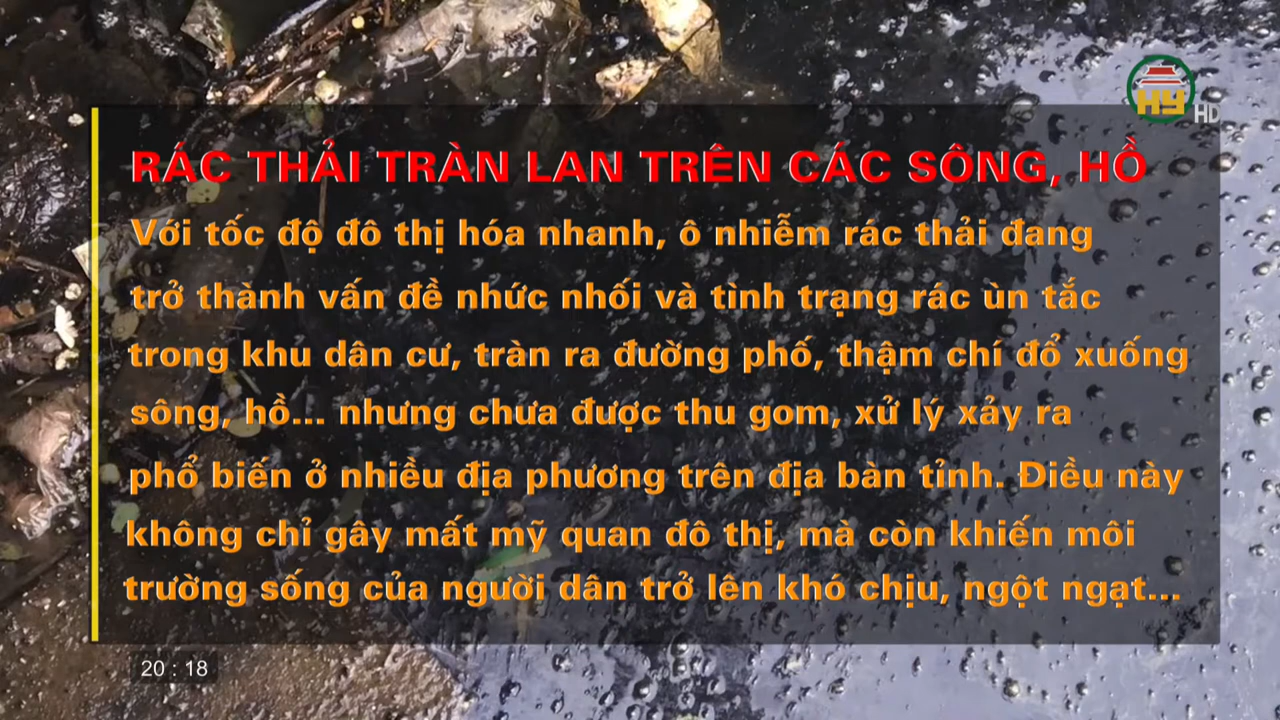 HY
HD
RÁC THẢI TRÀN LAN TRÊN CÁC SÔNG, HỒ
Với tốc độ đô thị hóa nhanh, ô nhiễm rác thải đang
trở thành vấn đề nhức nhối và tình trạng rác ùn tắc
trong khu dân cư, tràn ra đường phố, thậm chí đổ xuống
sông, hồ... nhưng chưa được thu gom, xử lý xảy ra
phổ biến ở nhiều địa phương trên địa bàn tỉnh. Điều này
không chỉ gây mất mỹ quan đô thị, mà còn khiến môi
trường sống của người dân trở lên khó chịu, ngột ngạt...
20 : 18